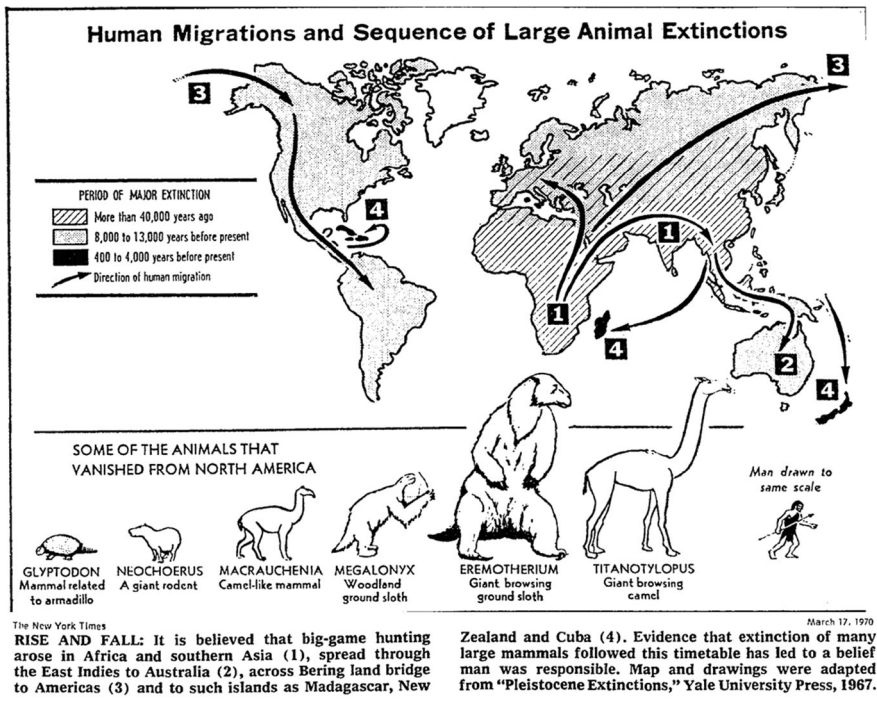 Human Migrations and Sequence of Large Animal Extinctions
3
3
4
PERIOD OF MAJOR EXTINCTION
More than 40,000 years ago
8,000 to 13,000 years before present
400 to 4,000 years before present
Direction of human migration
1
1
4
2
4
SOME OF THE ANIMALS THAT
VANISHED FROM NORTH AMERICA
Man drawn to
same scale
GLYPTODON
Mammal related
to armadillo
NEOCHOERUS
A giant rodent
MACRAUCHENIA
Camel-like mammal
MEGALONYX
Woodland
ground sloth
EREMOTHERIUM
Giant browsing
ground sloth
TITANOTYLOPUS
Giant browsing
camel
The New York Times
March 17, 1970
RISE AND FALL: It is believed that big-game hunting
arose in Africa and southern Asia (1), spread through
the East Indies to Australia (2), across Bering land bridge
to Americas (3) and to such islands as Madagascar, New
Zealand and Cuba (4). Evidence that extinction of many
large mammals followed this timetable has led to a belief
man was responsible. Map and drawings were adapted
from "Pleistocene Extinctions," Yale University Press, 1967.